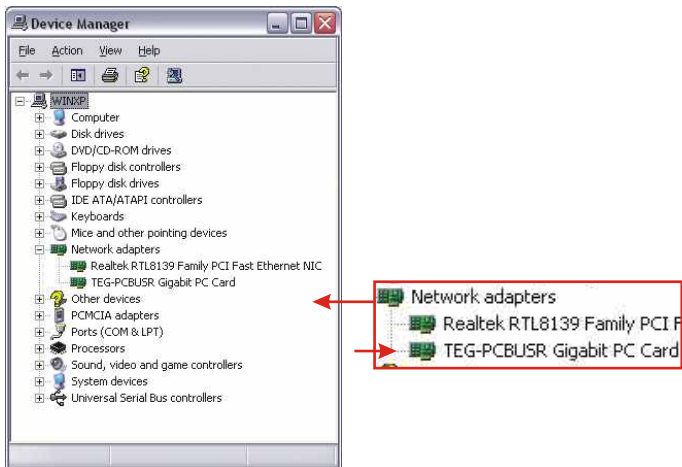 Device Manager
File Action View Help
WINXP
Computer
Disk drives
DVD/CD-ROM drives
Floppy disk controllers
Floppy disk drives
IDE ATA/ATAPI controllers
Keyboards
Mice and other pointing devices
Network adapters
Realtek RTL8139 Family PCI Fast Ethernet NIC
TEG-PCBUSR Gigabit PC Card
Other devices
PCMCIA adapters
Ports (COM & LPT)
Processors
Sound, video and game controllers
System devices
Universal Serial Bus controllers
Network adapters
Realtek RTL8139 Family PCI F
TEG-PCBUSR Gigabit PC Card